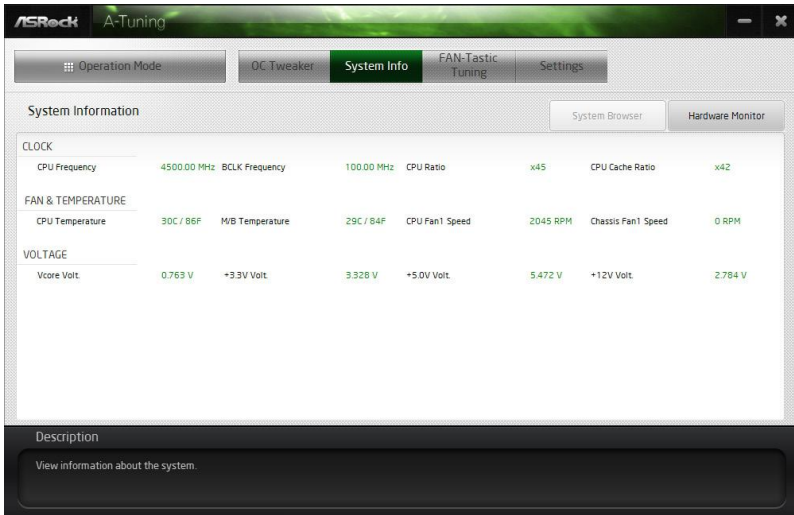 ASRock A-Tuning
Operation Mode OC Tweaker System Info FAN-Tastic Tuning Settings
System Information System Browser Hardware Monitor
CLOCK
CPU Frequency 4500.00 MHz BCLK Frequency 100.00 MHz CPU Ratio x45 CPU Cache Ratio x42
FAN & TEMPERATURE
CPU Temperature 30C / 86F M/B Temperature 29C / 84F CPU Fan1 Speed 2045 RPM Chassis Fan1 Speed 0 RPM
VOLTAGE
Vcore Volt. 0.763 V +3.3V Volt. 3.328 V +5.0V Volt. 5.472 V +12V Volt. 2.784 V
Description
View information about the system.